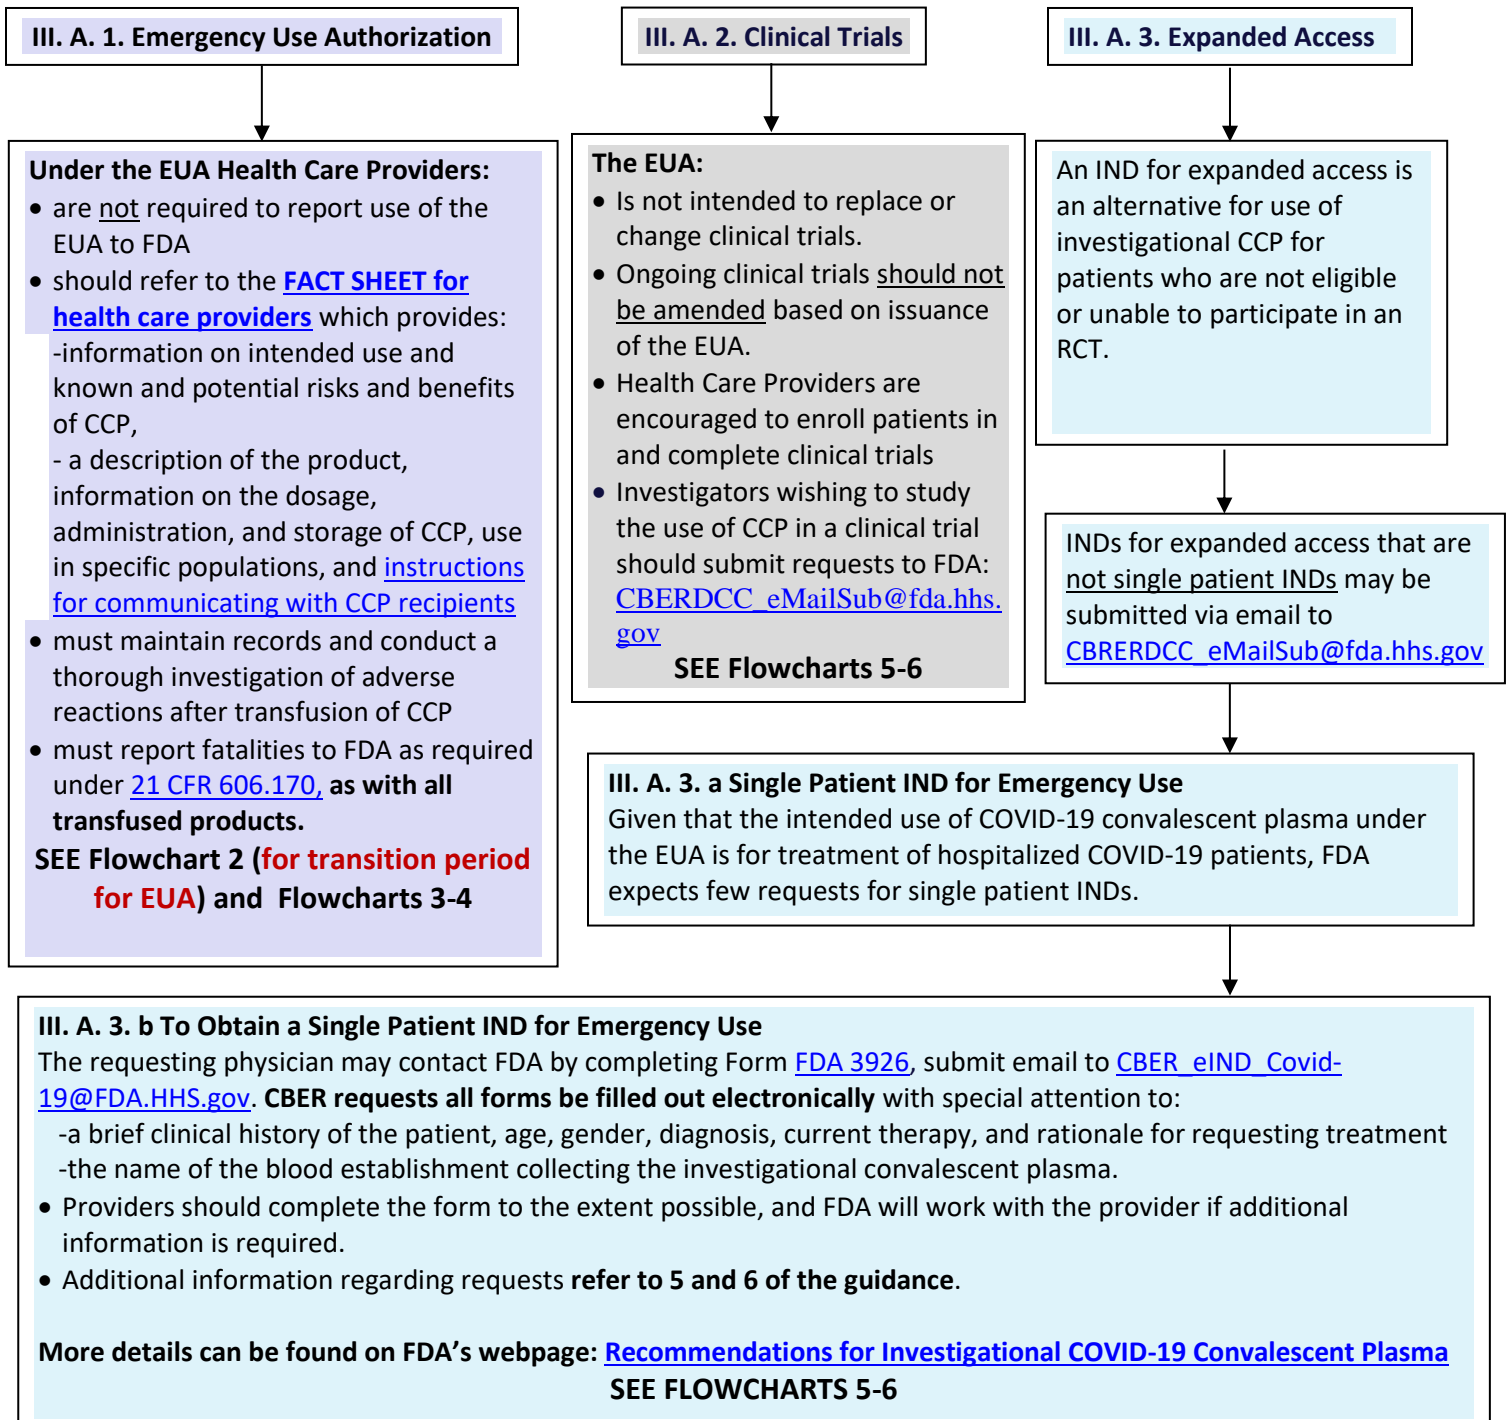 III. A. 1. Emergency Use Authorization
Under the EUA Health Care Providers:
• are not required to report use of the
EUA to FDA
• should refer to the FACT SHEET for
health care providers which provides:
-information on intended use and
known and potential risks and benefits
of CCP,
- a description of the product,
information on the dosage,
administration, and storage of CCP, use
in specific populations, and instructions
for communicating with CCP recipients
• must maintain records and conduct a
thorough investigation of adverse
reactions after transfusion of CCP
• must report fatalities to FDA as required
under 21 CFR 606.170, as with all
transfused products.
SEE Flowchart 2 (for transition period
for EUA) and Flowcharts 3-4
III. A. 2. Clinical Trials
The EUA:
• Is not intended to replace or
change clinical trials.
• Ongoing clinical trials should not
be amended based on issuance
of the EUA.
• Health Care Providers are
encouraged to enroll patients in
and complete clinical trials
• Investigators wishing to study
the use of CCP in a clinical trial
should submit requests to FDA:
CBERDCC_eMailSub@fda.hhs.
gov
SEE Flowcharts 5-6
III. A. 3. Expanded Access
An IND for expanded access is
an alternative for use of
investigational CCP for
patients who are not eligible
or unable to participate in an
RCT.
INDs for expanded access that are
not single patient INDs may be
submitted via email to
CBRERDCC_eMailSub@fda.hhs.gov
III. A. 3. a Single Patient IND for Emergency Use
Given that the intended use of COVID-19 convalescent plasma under
the EUA is for treatment of hospitalized COVID-19 patients, FDA
expects few requests for single patient INDs.
III. A. 3. b To Obtain a Single Patient IND for Emergency Use
The requesting physician may contact FDA by completing Form FDA 3926, submit email to CBER_eIND_Covid-
19@FDA.HHS.gov. CBER requests all forms be filled out electronically with special attention to:
-a brief clinical history of the patient, age, gender, diagnosis, current therapy, and rationale for requesting treatment
-the name of the blood establishment collecting the investigational convalescent plasma.
• Providers should complete the form to the extent possible, and FDA will work with the provider if additional
information is required.
• Additional information regarding requests refer to 5 and 6 of the guidance.
More details can be found on FDA's webpage: Recommendations for Investigational COVID-19 Convalescent Plasma
SEE FLOWCHARTS 5-6